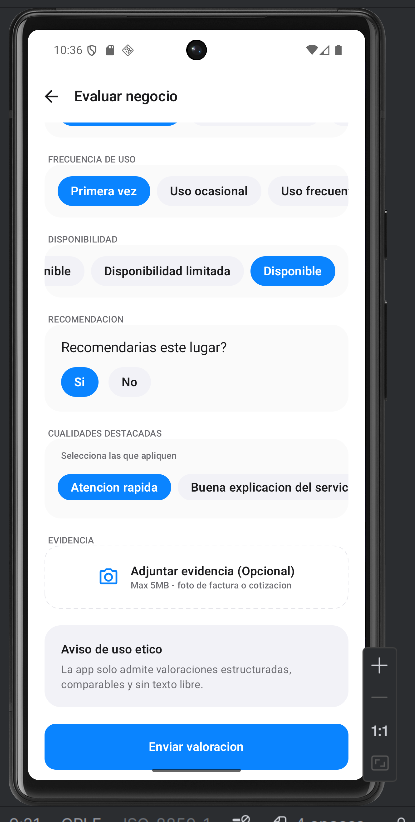 10:36
Evaluar negocio
FRECUENCIA DE USO
Primera vez
Uso ocasional
Uso frecuen
DISPONIBILIDAD
nible
Disponibilidad limitada
Disponible
RECOMENDACION
Recomendarias este lugar?
Si
No
CUALIDADES DESTACADAS
Selecciona las que apliquen
Atencion rapida
Buena explicacion del servic
EVIDENCIA
Adjuntar evidencia (Opcional)
Max 5MB - foto de factura o cotizacion
Aviso de uso etico
La app solo admite valoraciones estructuradas,
comparables y sin texto libre.
Enviar valoracion
1:1